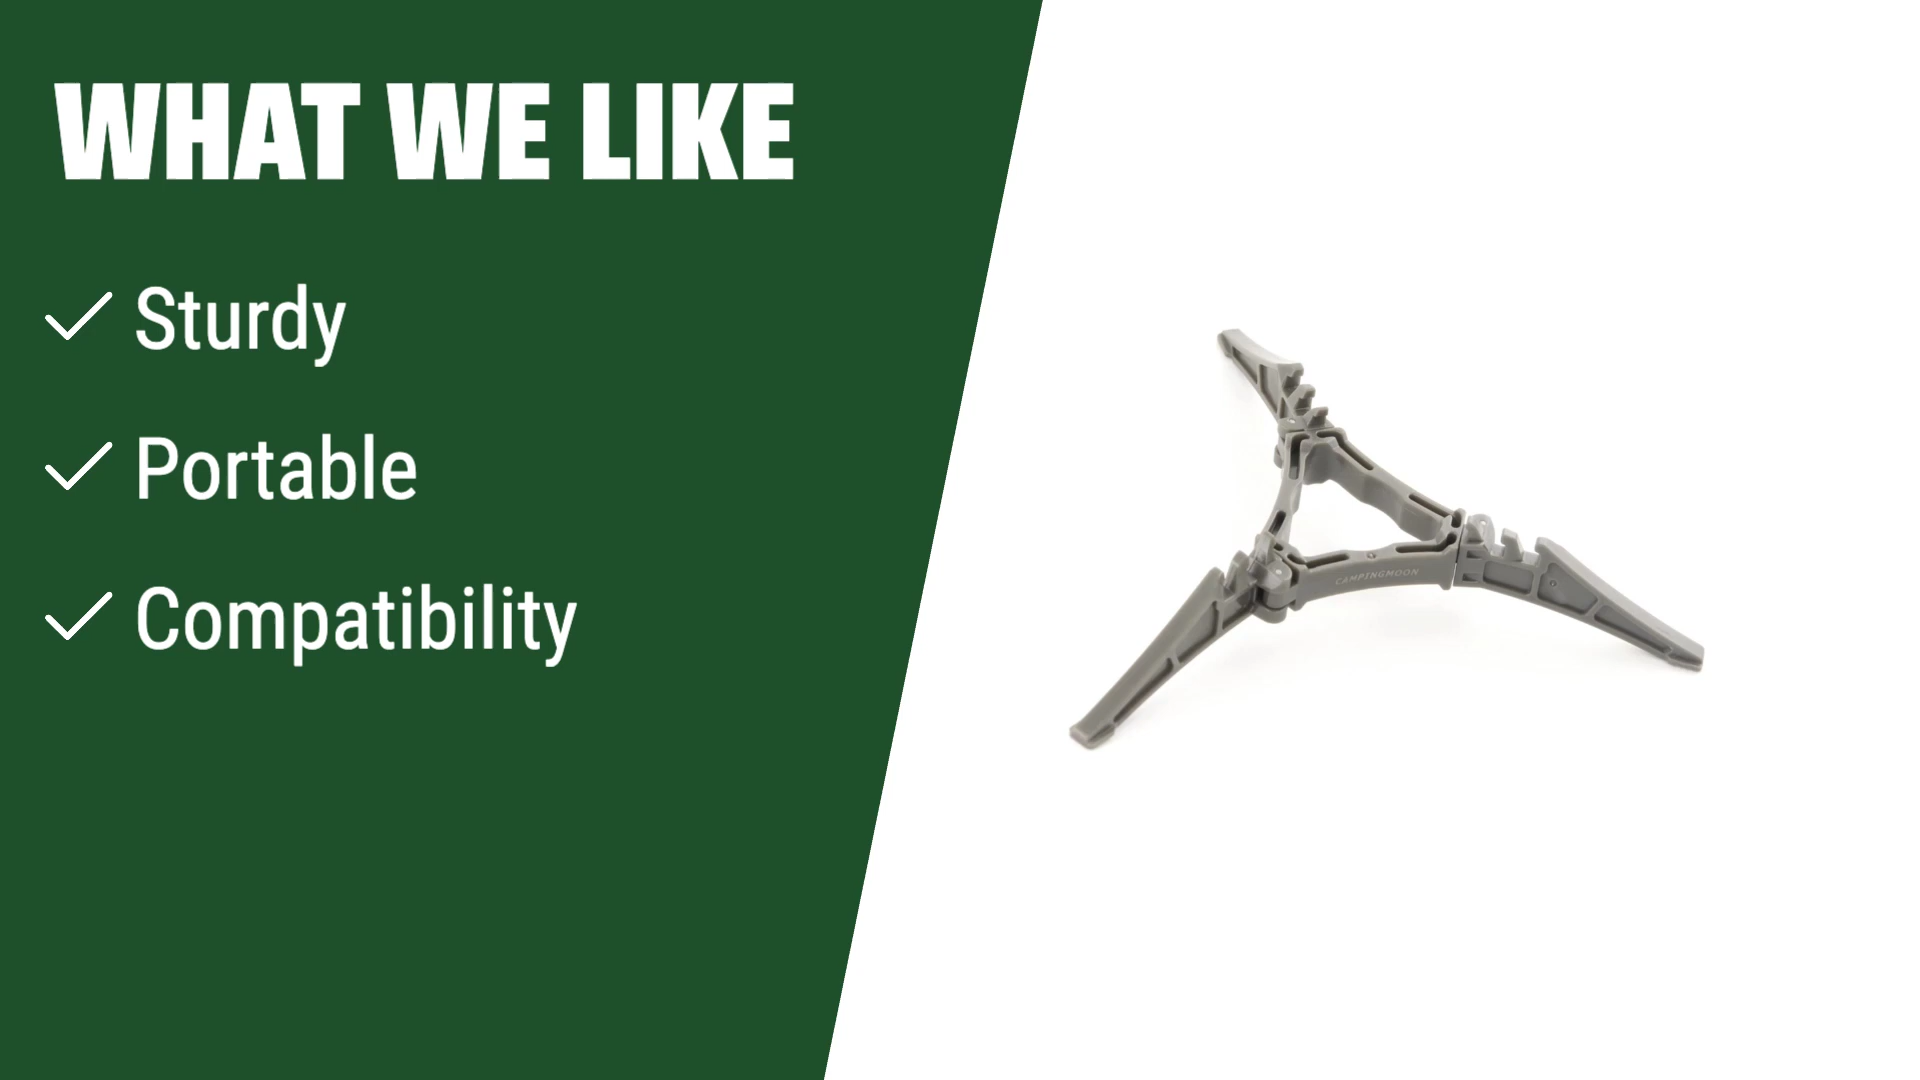 WHAT WE LIKE
Sturdy
Portable
Compatibility
CAMPINGMOON